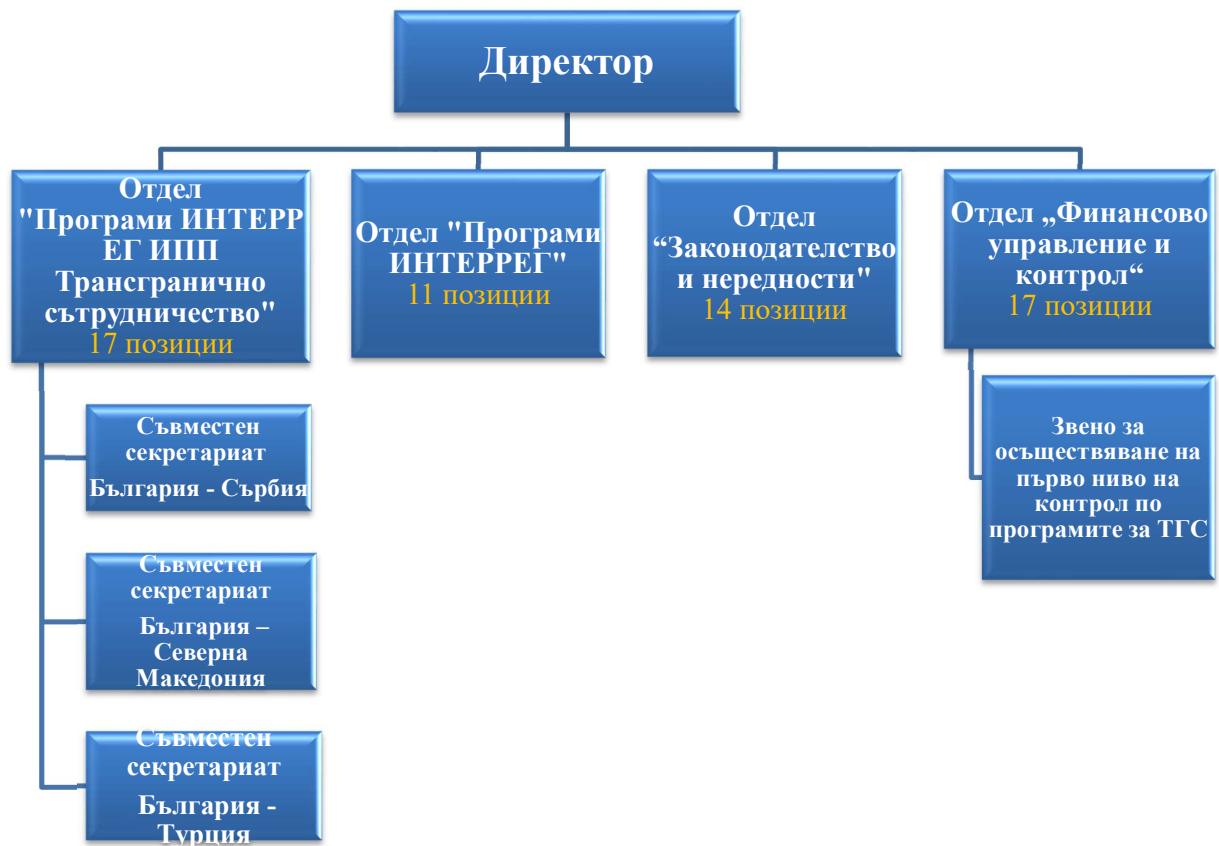 Директор
Отдел
"Програми ИНТЕРР
ЕГ ИПП
Трансгранично
сътрудничество"
17 позиции
Отдел "Програми
ИНТЕРРЕГ"
11 позиции
Отдел
“Законодателство
и нередности"
14 позиции
Отдел „Финансово
управление и
контрол“
17 позиции
Съвместен
секретариат
България - Сърбия
Съвместен
секретариат
България –
Северна
Македония
Съвместен
секретариат
България -
Турция
Звено за
осъществяване на
първо ниво на
контрол по
програмите за ТГС